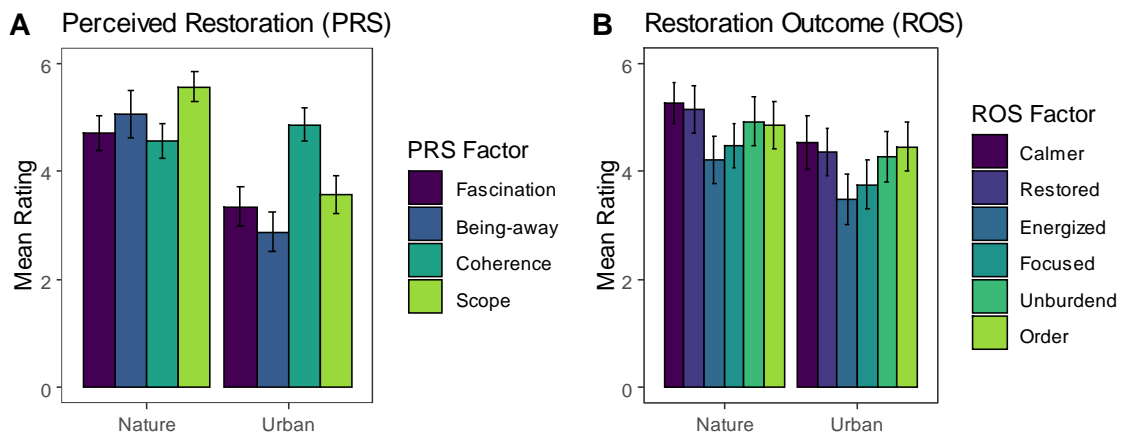 A Perceived Restoration (PRS)
Mean Rating
6
4
2
0
Nature Urban
PRS Factor
Fascination
Being-away
Coherence
Scope
B Restoration Outcome (ROS)
Mean Rating
6
4
2
0
Nature Urban
ROS Factor
Calmer
Restored
Energized
Focused
Unburdend
Order